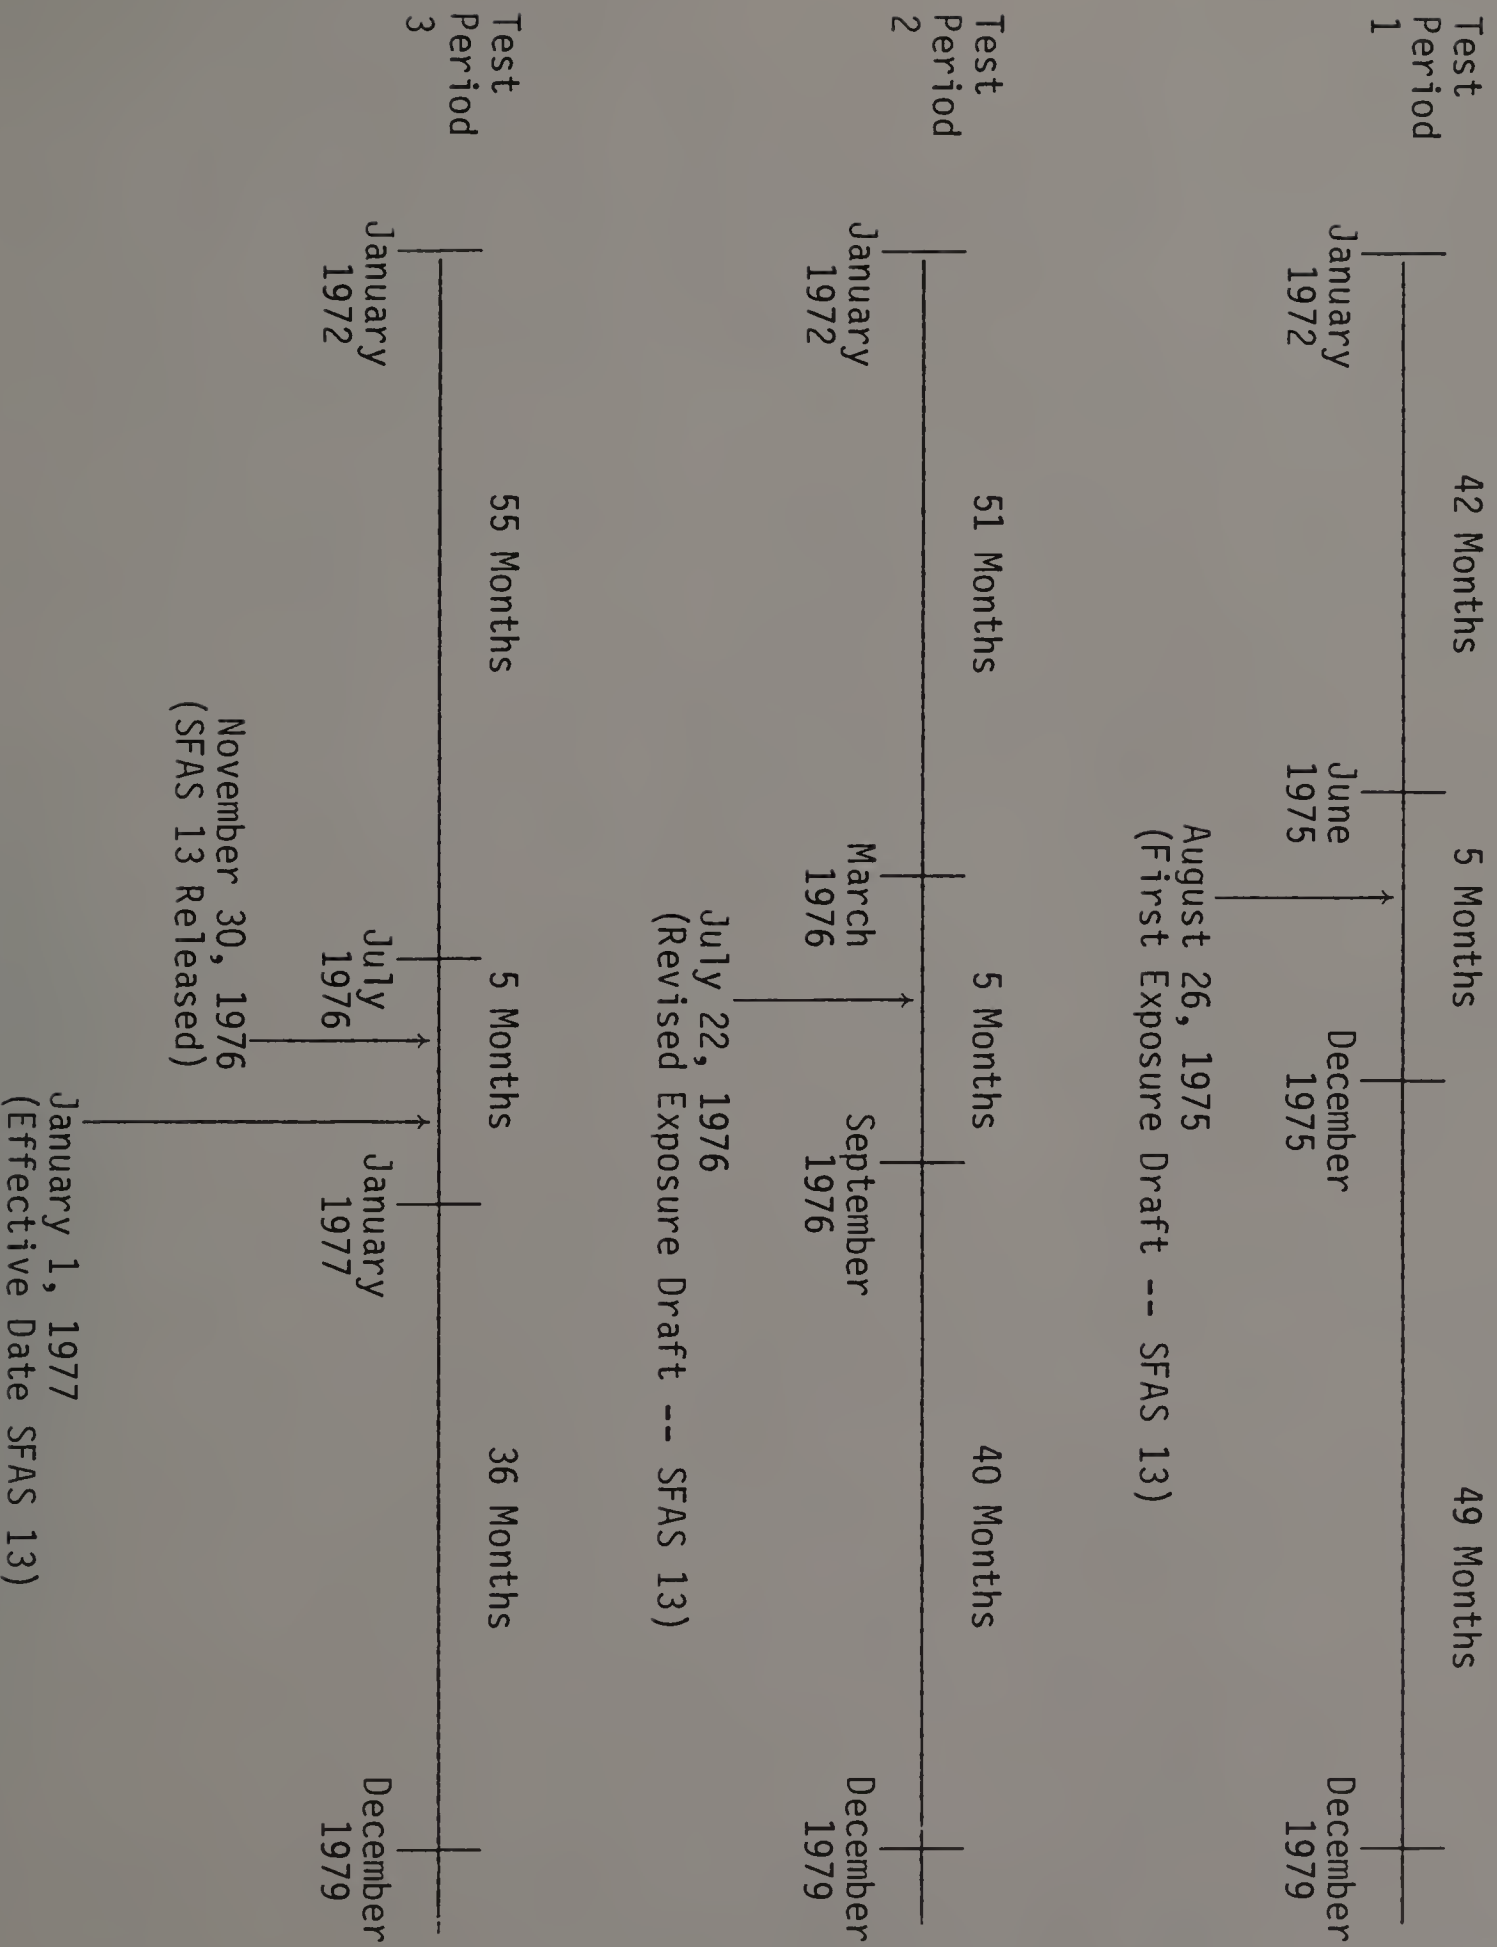 Test
Period
1
42 Months
5 Months
49 Months
January
1972
June
1975
December
1975
December
1979
August 26, 1975
(First Exposure Draft -- SFAS 13)
Test
Period
2
51 Months
5 Months
40 Months
January
1972
March
1976
September
1976
December
1979
July 22, 1976
(Revised Exposure Draft -- SFAS 13)
Test
Period
3
55 Months
5 Months
36 Months
January
1972
July
1976
January
1977
December
1979
November 30, 1976
(SFAS 13 Released)
January 1, 1977
(Effective Date SFAS 13)